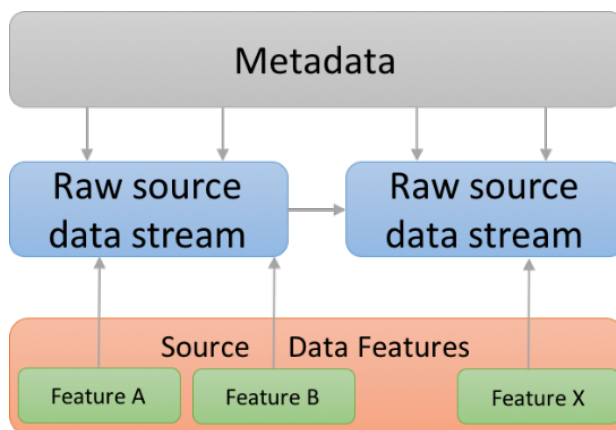 Metadata
Raw source
data stream
Raw source
data stream
Source Data Features
Feature A
Feature B
Feature X